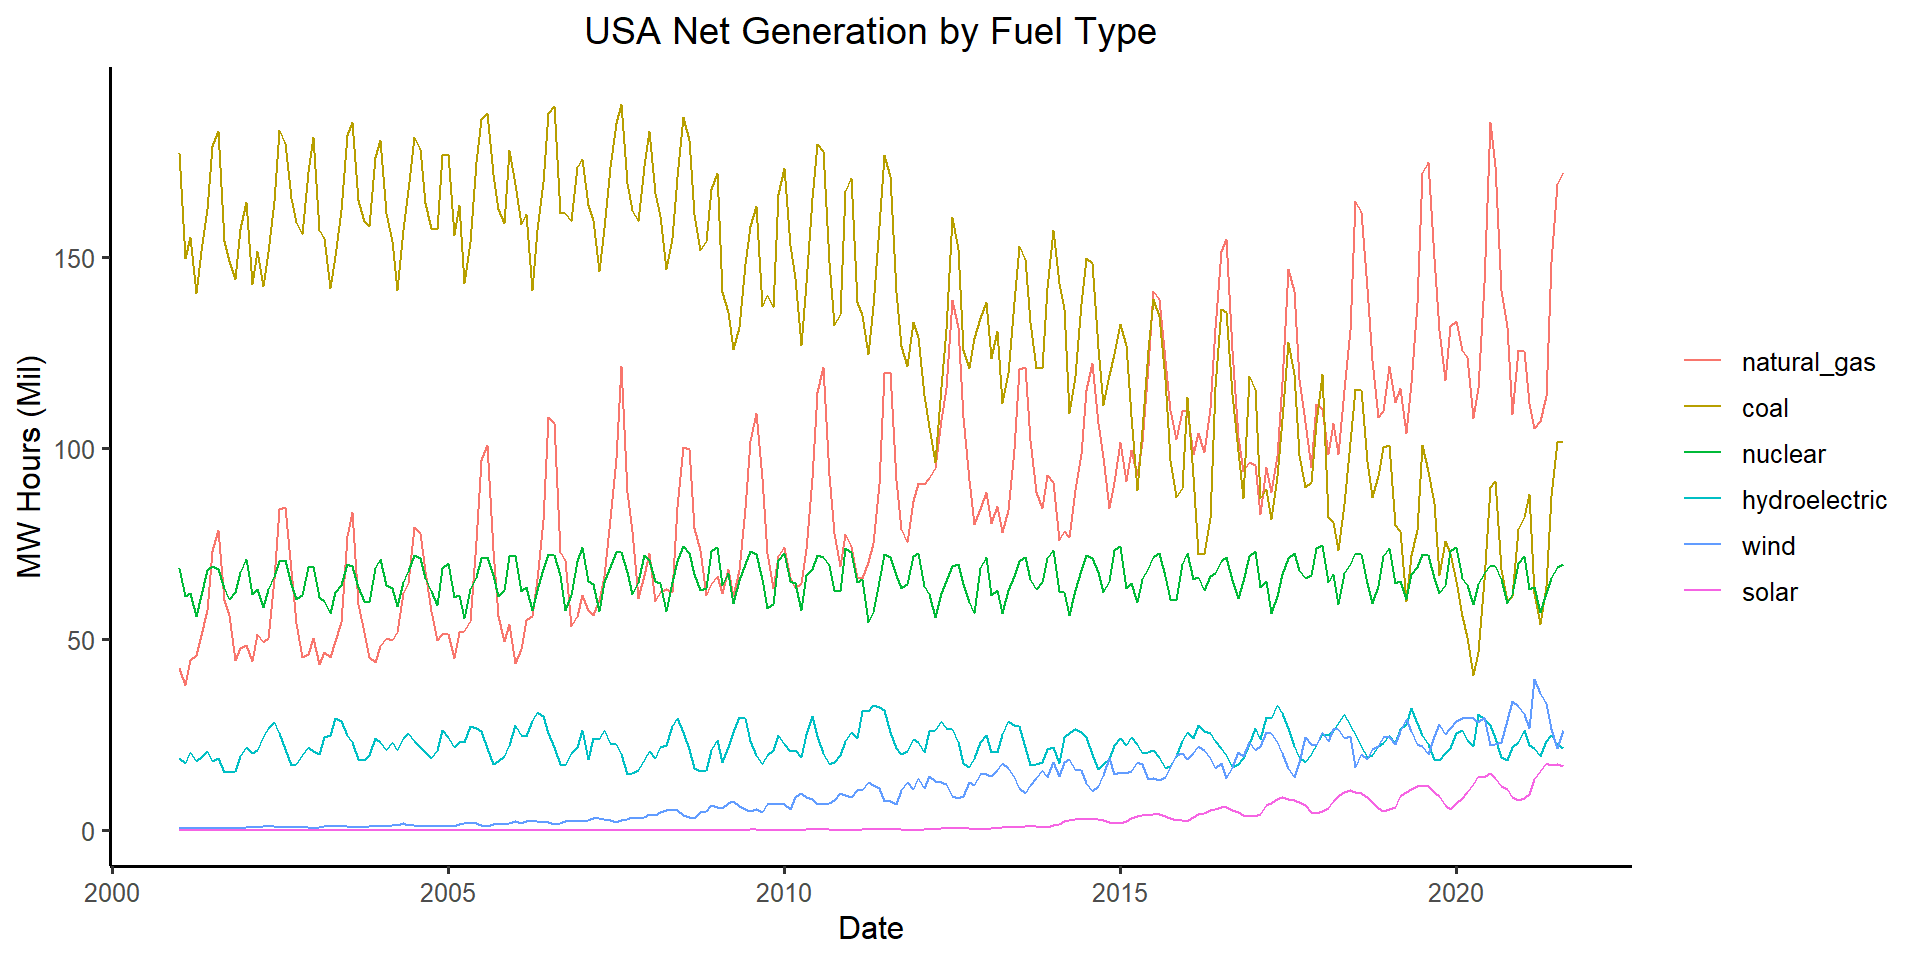 USA Net Generation by Fuel Type
MW Hours (Mil)
150
100
50
0
2000
2005
2010
2015
2020
Date
natural_gas
coal
nuclear
hydroelectric
wind
solar